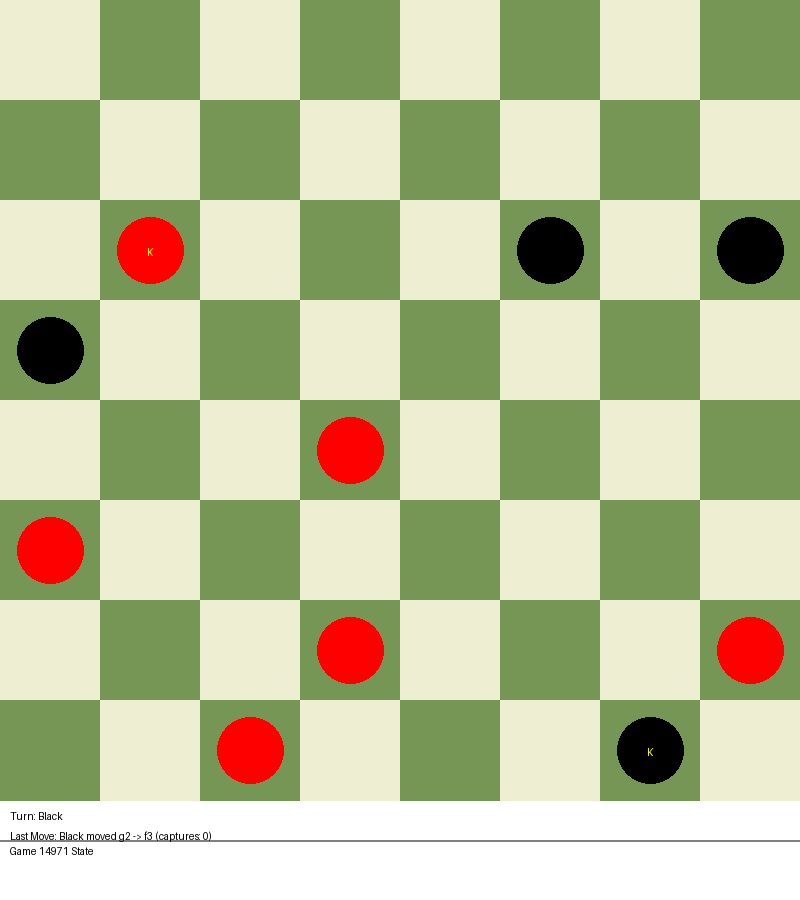 K
K
Turn: Black
Last Move: Black moved g2 -> f3 (captures: 0)
Game 14971 State